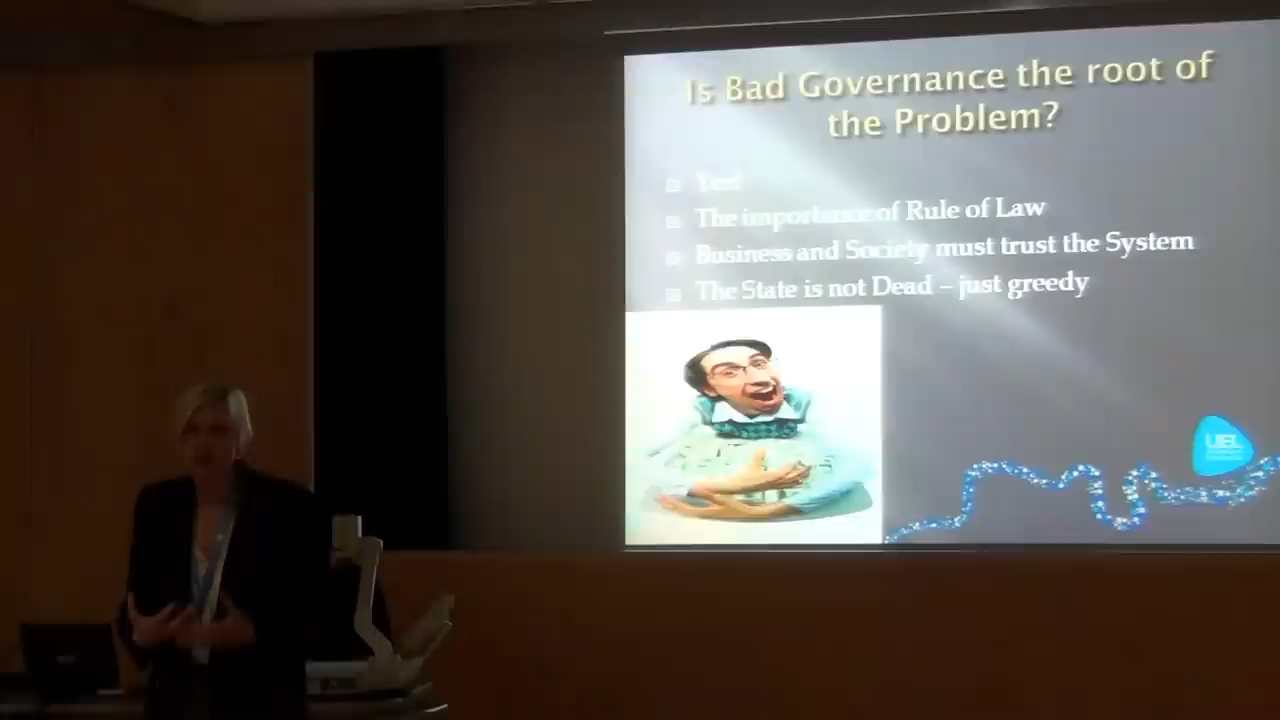 Is Bad Governance the root of
the Problem?
Yes!
The importance of Rule of Law
Business and Society must trust the System
The State is not Dead – just greedy
UEL